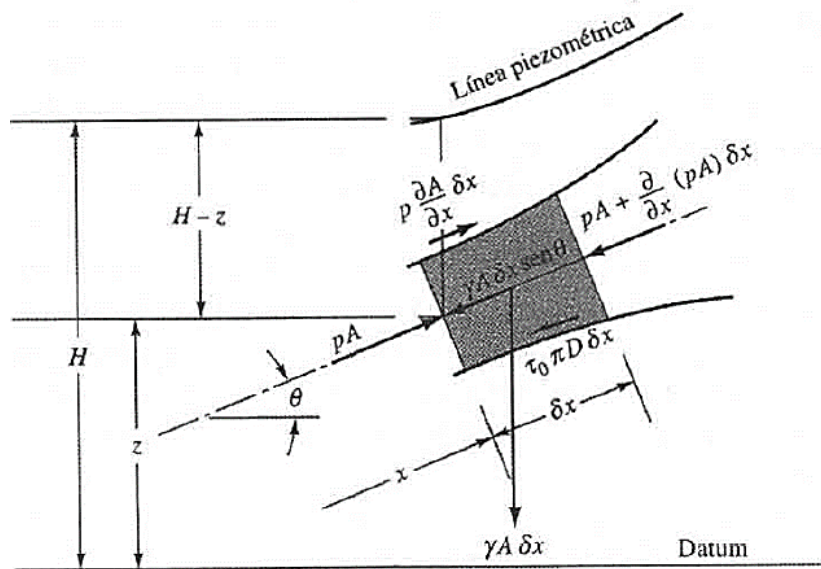 Línea piezométrica
p ∂A/∂x δx
pA + ∂/∂x (pA) δx
H − z
γA δx sen θ
pA
H
τ₀ πD δx
θ
δx
z
x
γA δx
Datum